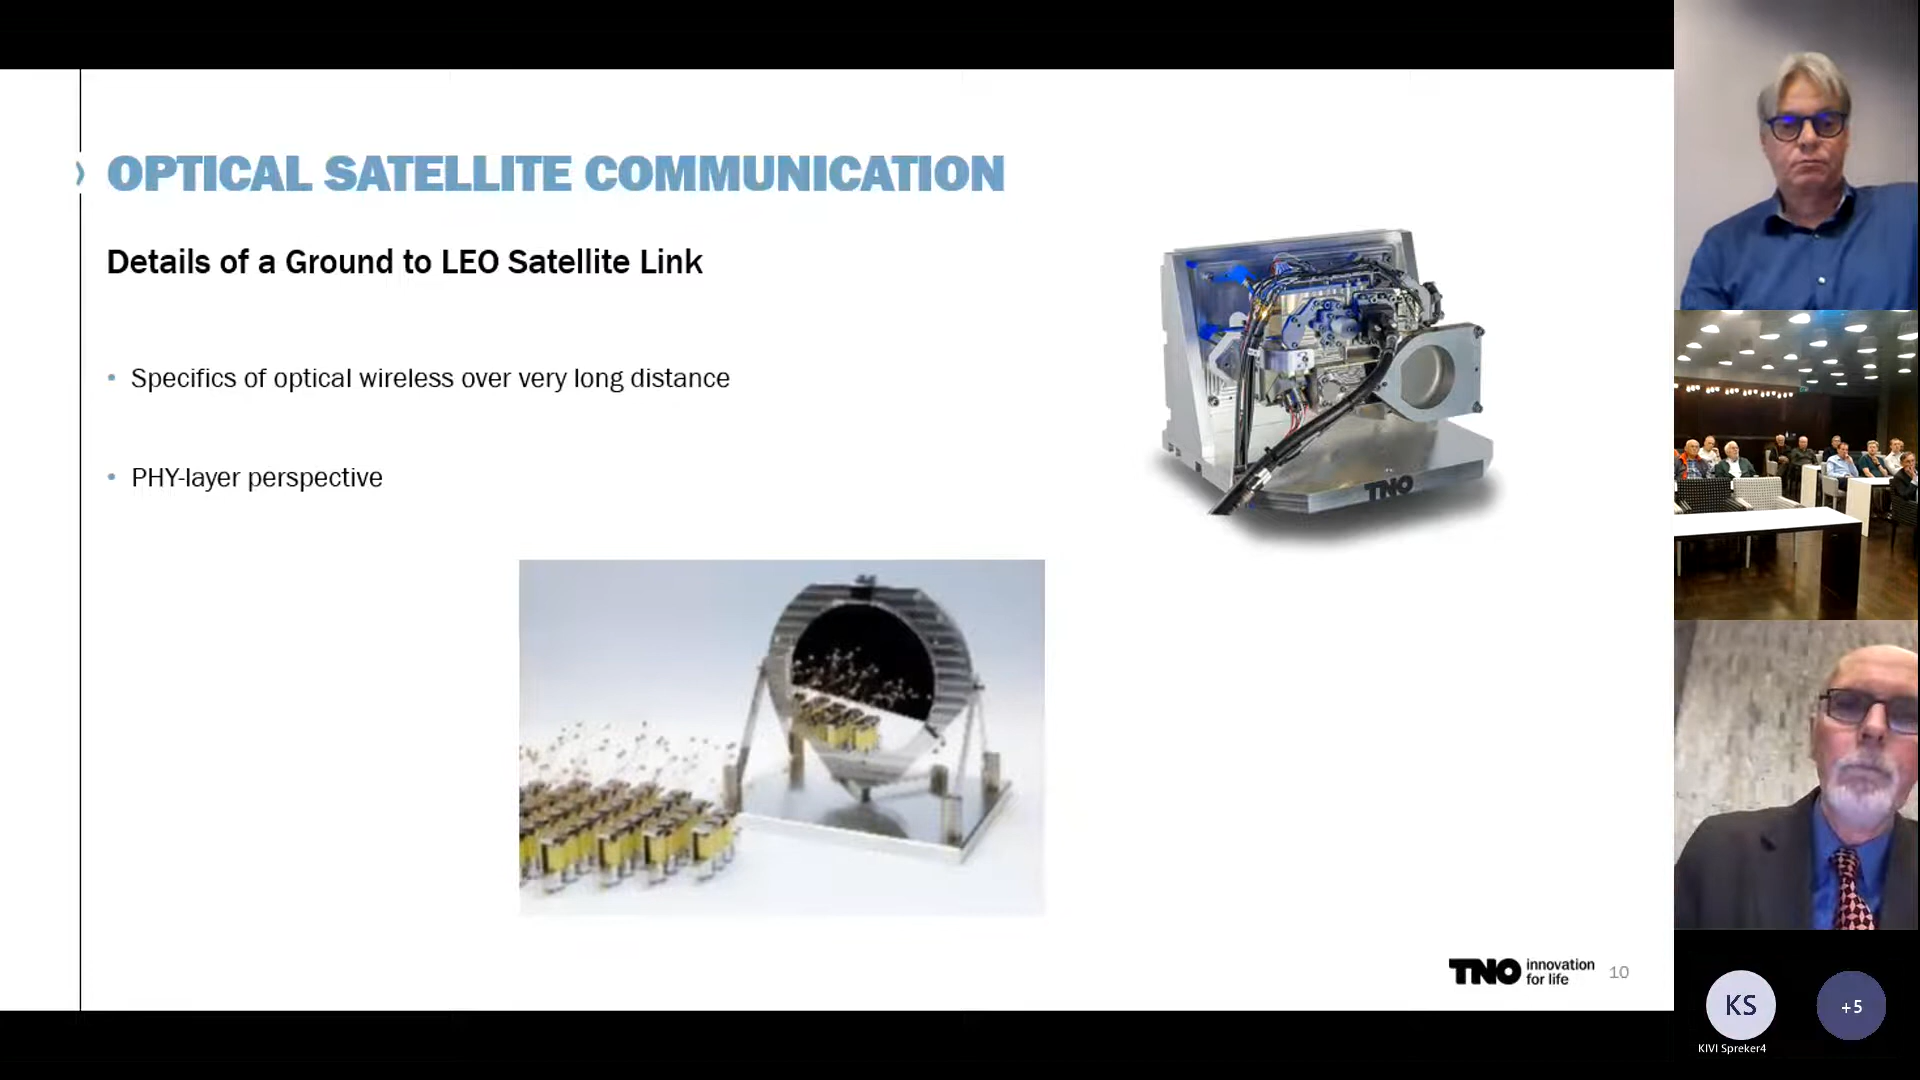 OPTICAL SATELLITE COMMUNICATION
Details of a Ground to LEO Satellite Link
• Specifics of optical wireless over very long distance
• PHY-layer perspective
TNO
TNO innovation
for life
10
KS
+5
KIVI Spreker4